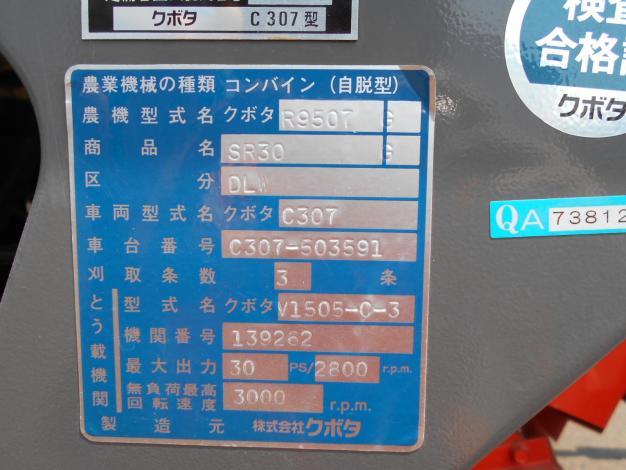 クボタ C307型
検査
合格証
クボタ
農業機械の種類 コンバイン(自脱型)
農機型式名 クボタ R9507 G
商品名 SR30 G
区分 DLW
車両型式名 クボタ C307
車台番号 C307-503591
刈取条数 3 条
とう載機関
型式名 クボタ V1505-C-3
機関番号 139262
最大出力 30 PS/2800 r.p.m.
無負荷最高回転速度 3000 r.p.m.
製造元 株式会社クボタ
QA 73812